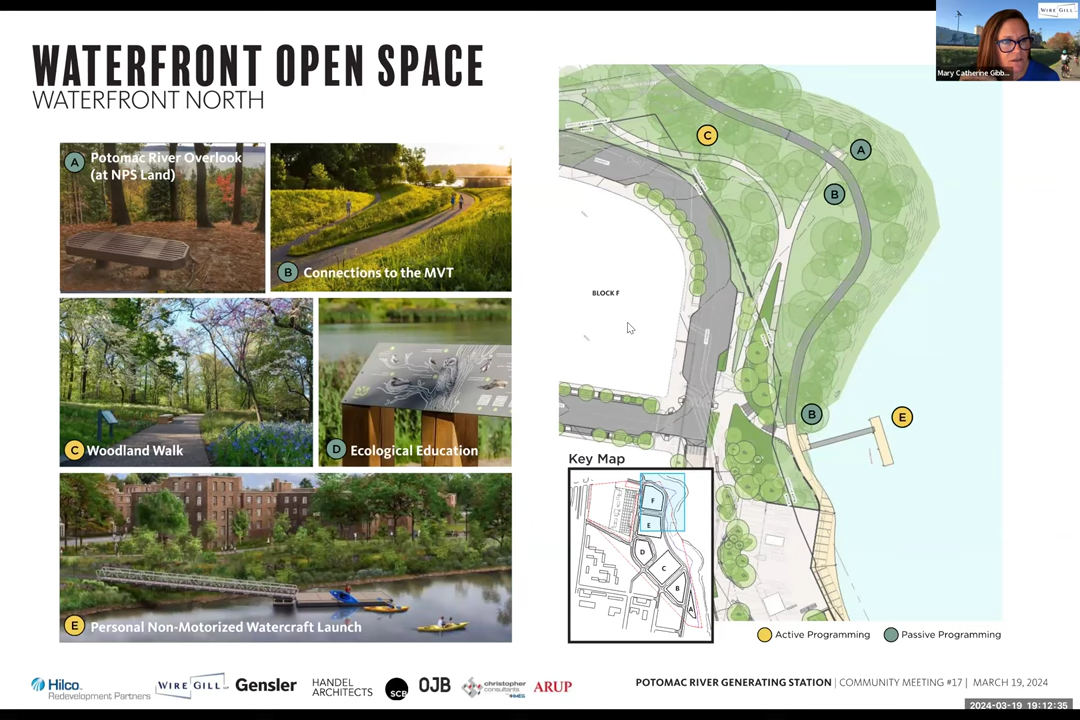 WATERFRONT OPEN SPACE
WATERFRONT NORTH
A
Potomac River Overlook
(at NPS Land)
B
Connections to the MVT
C
Woodland Walk
D
Ecological Education
E
Personal Non-Motorized Watercraft Launch
WIRE GILL
Mary Catherine Gibb...
C
A
B
BLOCK F
B
E
Key Map
F
E
D
C
B
A
Active Programming
Passive Programming
Hilco
Redevelopment Partners
WIRE GILL
Gensler
HANDEL
ARCHITECTS
SCB
OJB
christopher
consultants
IMEG
ARUP
POTOMAC RIVER GENERATING STATION | COMMUNITY MEETING #17 | MARCH 19, 2024
2024-03-19 19:12:35